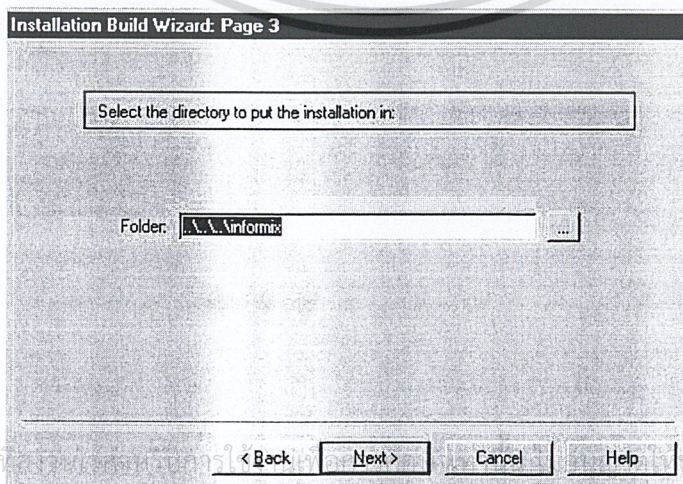 Installation Build Wizard: Page 3
Select the directory to put the installation in:
Folder: ..\..\..\informix ...
< Back Next > Cancel Help